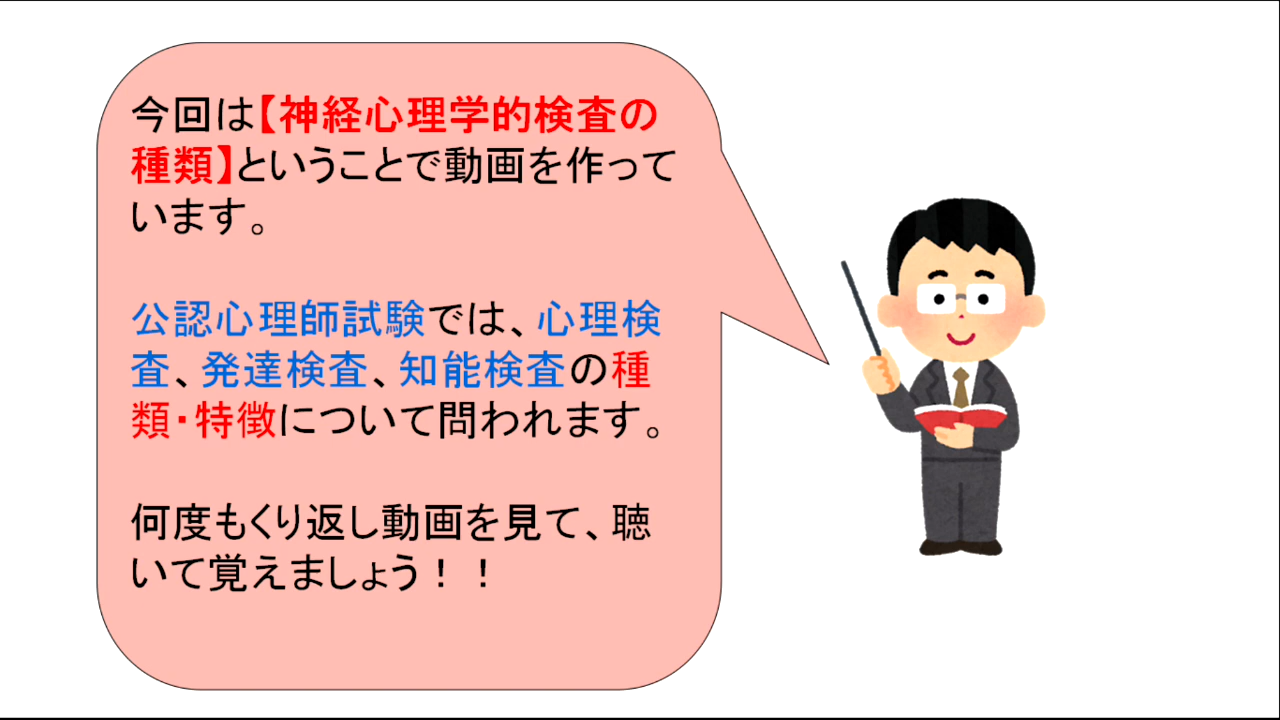 今回は【神経心理学的検査の
種類】ということで動画を作って
います。
公認心理師試験では、心理検
査、発達検査、知能検査の種
類・特徴について問われます。
何度もくり返し動画を見て、聴
いて覚えましょう！！